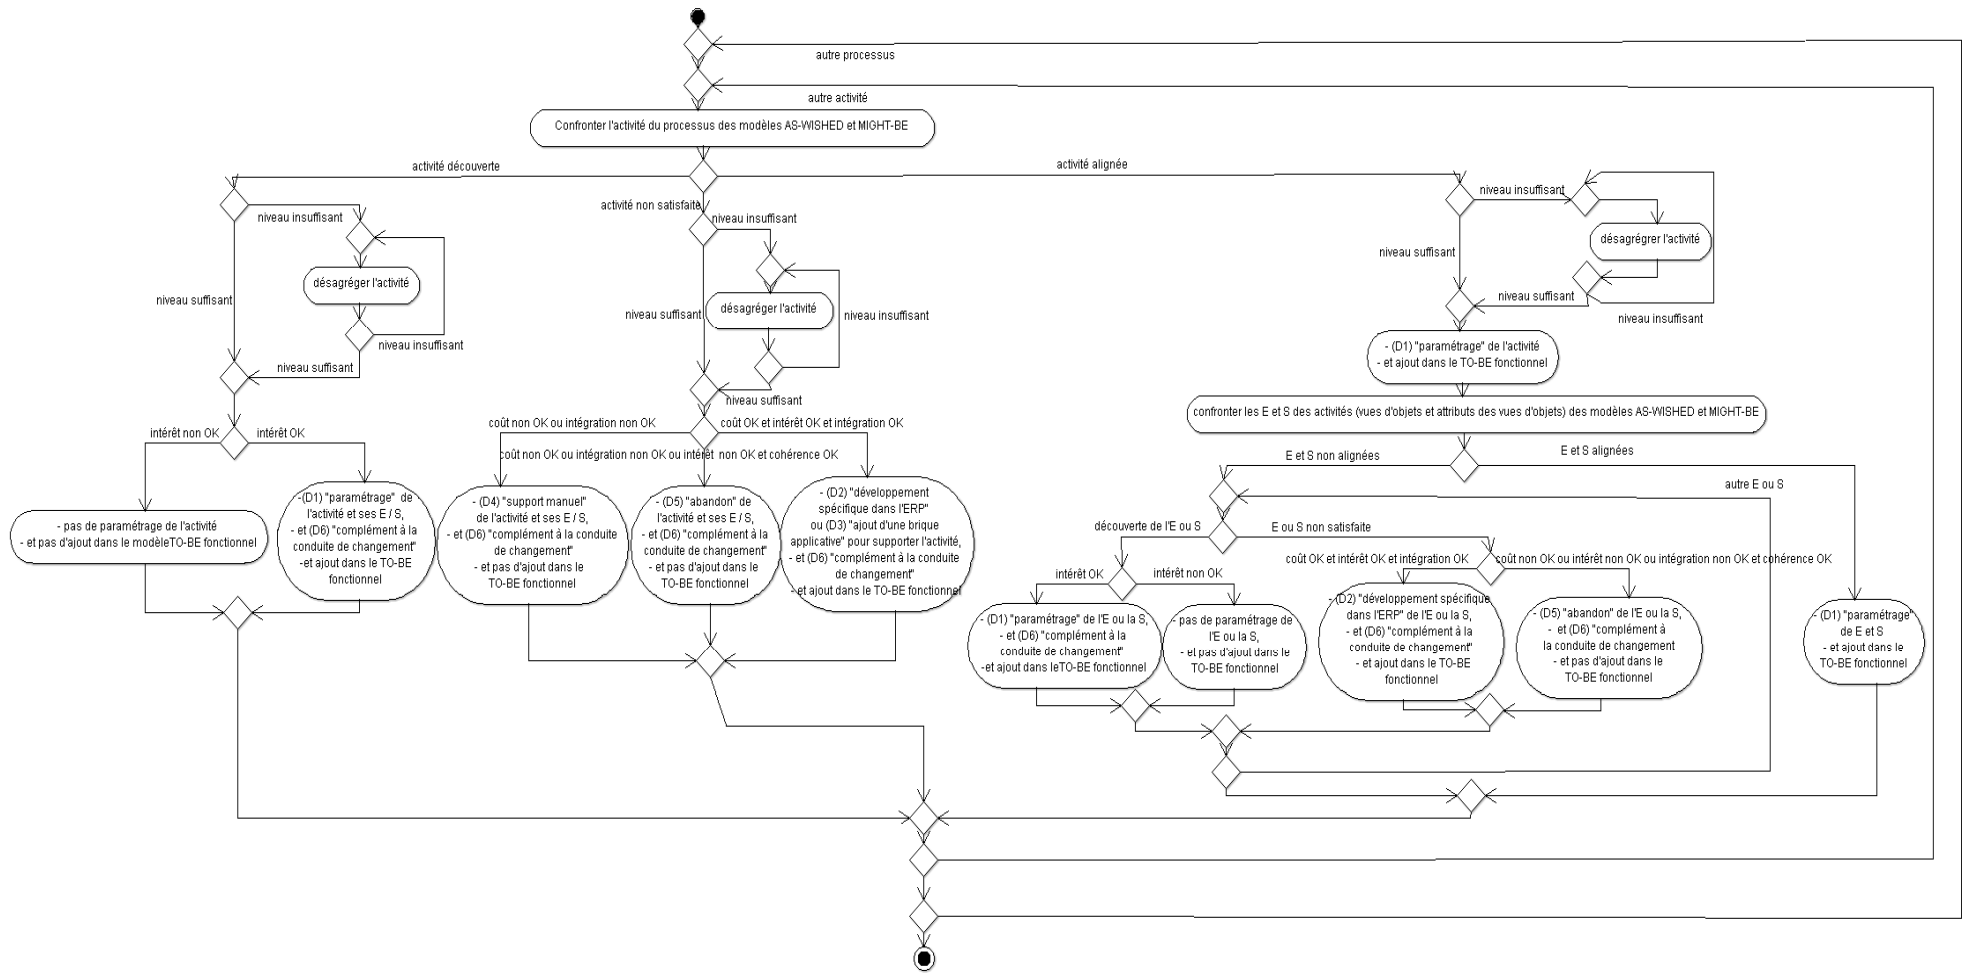 autre processus
autre activité
Confronter l'activité du processus des modèles AS-WISHED et MIGHT-BE
activité découverte
activité alignée
activité non satisfaite
niveau insuffisant
niveau insuffisant
niveau insuffisant
désagréger l'activité
niveau suffisant
niveau insuffisant
niveau suffisant
désagréger l'activité
niveau suffisant
niveau insuffisant
niveau suffisant
désagrégrer l'activité
niveau suffisant
niveau suffisant
niveau insuffisant
- (D1) "paramétrage" de l'activité
- et ajout dans le TO-BE fonctionnel
confronter les E et S des activités (vues d'objets et attributs des vues d'objets) des modèles AS-WISHED et MIGHT-BE
intérêt non OK
intérêt OK
coût non OK ou intégration non OK
coût OK et intérêt OK et intégration OK
coût non OK ou intégration non OK ou intérêt non OK et cohérence OK
- pas de paramétrage de l'activité
- et pas d'ajout dans le modèleTO-BE fonctionnel
-(D1) "paramétrage" de
l'activité et ses E / S,
- et (D6) "complément à la
conduite de changement"
-et ajout dans le TO-BE
fonctionnel
- (D4) "support manuel"
de l'activité et ses E / S,
- et (D6) "complément à la conduite
de changement"
- et pas d'ajout dans le
TO-BE fonctionnel
- (D5) "abandon" de
l'activité et ses E / S,
- et (D6) "complément à la
conduite de changement"
- et pas d'ajout dans le
TO-BE fonctionnel
- (D2) "développement
spécifique dans l'ERP"
ou (D3) "ajout d'une brique
applicative" pour supporter l'activité,
- et (D6) "complément à la conduite
de changement"
- et ajout dans le TO-BE fonctionnel
E et S non alignées
E et S alignées
autre E ou S
découverte de l'E ou S
E ou S non satisfaite
intérêt OK
intérêt non OK
coût OK et intérêt OK et intégration OK
coût non OK ou intérêt non OK ou intégration non OK et cohérence OK
- (D1) "paramétrage" de l'E ou la S,
- et (D6) "complément à la
conduite de changement"
-et ajout dans leTO-BE fonctionnel
- pas de paramétrage de
l'E ou la S,
- et pas d'ajout dans le
TO-BE fonctionnel
- (D2) "développement spécifique
dans l'ERP" de l'E ou la S,
- et (D6) "complément à la
conduite de changement"
- et ajout dans le TO-BE
fonctionnel
- (D5) "abandon" de l'E ou la S,
- et (D6) "complément à
la conduite de changement
- et pas d'ajout dans le
TO-BE fonctionnel
- (D1) "paramétrage"
de E et S
- et ajout dans le
TO-BE fonctionnel